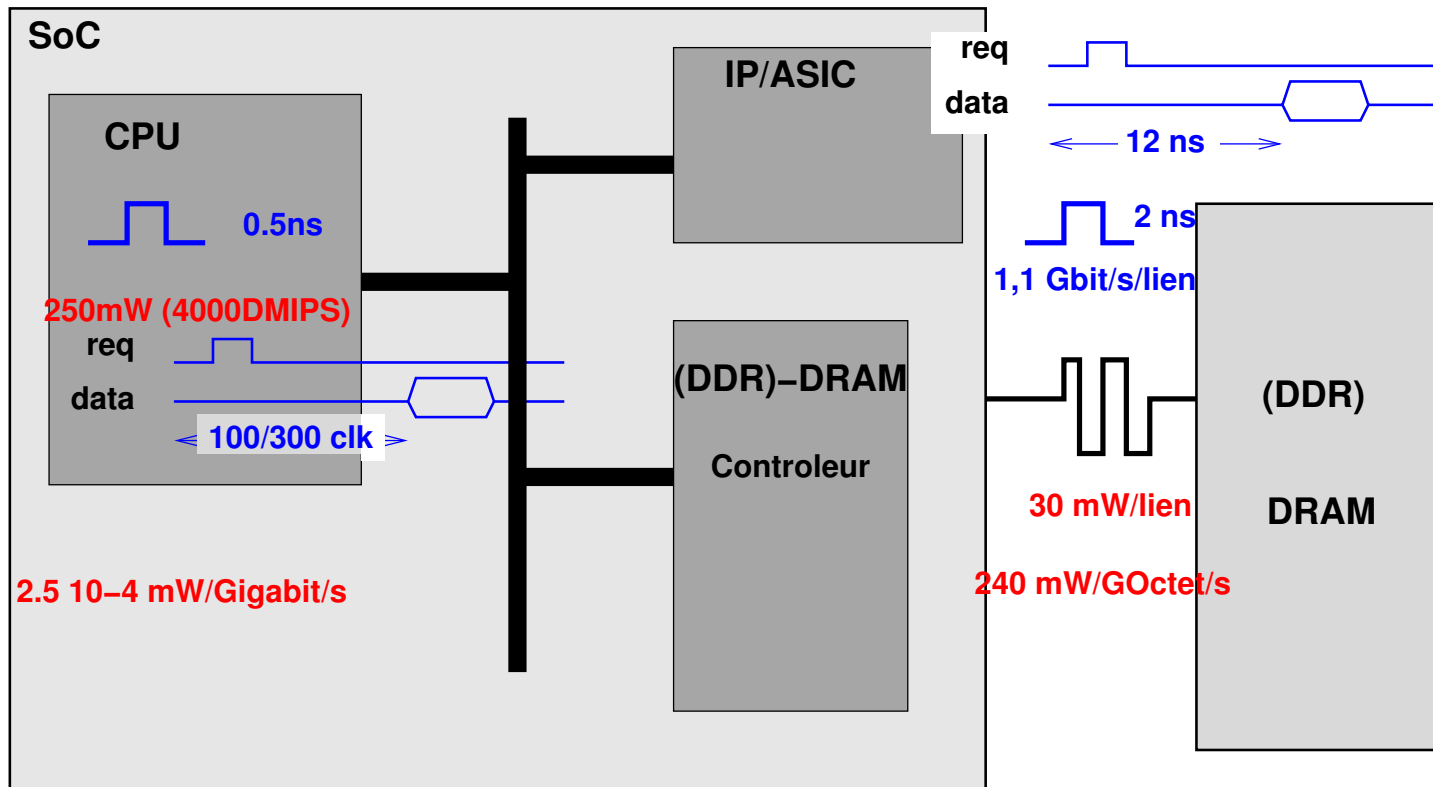 SoC
CPU
0.5ns
250mW (4000DMIPS)
req
data
100/300 clk
2.5 10−4 mW/Gigabit/s
IP/ASIC
(DDR)−DRAM
Controleur
req
data
12 ns
2 ns
1,1 Gbit/s/lien
30 mW/lien
240 mW/GOctet/s
(DDR)
DRAM